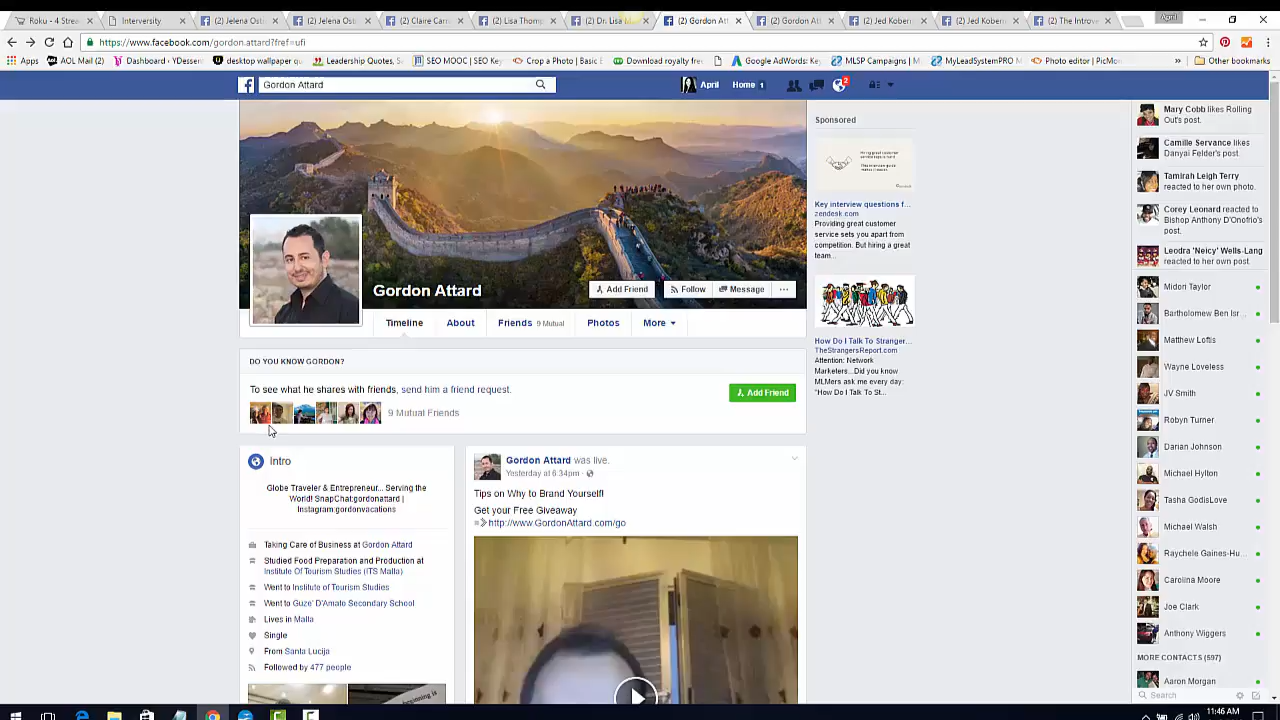 Roku - 4 Strea
Interversity
(2) Jelena Ost
(2) Jelena Ost
(2) Claire Carn
(2) Lisa Thomp
(2) Dr. Lisa
(2) Gordon Att
(2) Gordon Att
(2) Jed Kober
(2) Jed Kober
(2) The Introve
April
https://www.facebook.com/gordon.attard?fref=ufi
Apps
AOL Mail (2)
Dashboard ‹ YDesserv
desktop wallpaper qu
Leadership Quotes, S
SEO MOOC | SEO Key
Crop a Photo | Basic E
Download royalty free
Google AdWords: Key
MLSP Campaigns | M
MyLeadSystemPRO M
Photo editor | PicMon
»
Other bookmarks
Gordon Attard
April
Home 1
2
Gordon Attard
Add Friend
Follow
Message
...
Timeline
About
Friends 9 Mutual
Photos
More
DO YOU KNOW GORDON?
To see what he shares with friends, send him a friend request.
Add Friend
9 Mutual Friends
Intro
Globe Traveler & Entrepreneur... Serving the
World! SnapChat:gordonattard |
Instagram:gordonvacations
Taking Care of Business at Gordon Attard
Studied Food Preparation and Production at
Institute Of Tourism Studies (ITS Malta)
Went to Institute of Tourism Studies
Went to Guze' D'Amato Secondary School
Lives in Malta
Single
From Santa Lucija
Followed by 477 people
Gordon Attard was live.
Yesterday at 6:34pm ·
Tips on Why to Brand Yourself!
Get your Free Giveaway
=>http://www.GordonAttard.com/go
Sponsored
Key interview questions f...
zendesk.com
Providing great customer
service sets you apart from
competition. But hiring a great
team...
How Do I Talk To Stranger...
TheStrangersReport.com
Attention: Network
Marketers...Did you know
MLMers ask me every day:
"How Do I Talk To St...
Mary Cobb likes Rolling
Out's post.
Camille Servance likes
Danyai Felder's post.
Tamirah Leigh Terry
reacted to her own photo.
Corey Leonard reacted to
Bishop Anthony D'Onofrio's
post.
Leodra 'Neicy' Wells-Lang
reacted to her own post.
Midori Taylor
Bartholomew Ben Isr...
Matthew Loftis
Wayne Loveless
JV Smith
Robyn Turner
Darian Johnson
Michael Hylton
Tasha GodisLove
Michael Walsh
Raychele Gaines-Hu...
Carolina Moore
Joe Clark
Anthony Wiggers
MORE CONTACTS (597)
Aaron Morgan
Search
11:46 AM